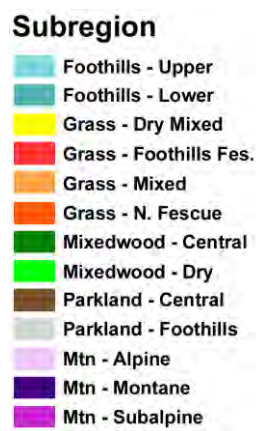 Subregion
Foothills - Upper
Foothills - Lower
Grass - Dry Mixed
Grass - Foothills Fes.
Grass - Mixed
Grass - N. Fescue
Mixedwood - Central
Mixedwood - Dry
Parkland - Central
Parkland - Foothills
Mtn - Alpine
Mtn - Montane
Mtn - Subalpine